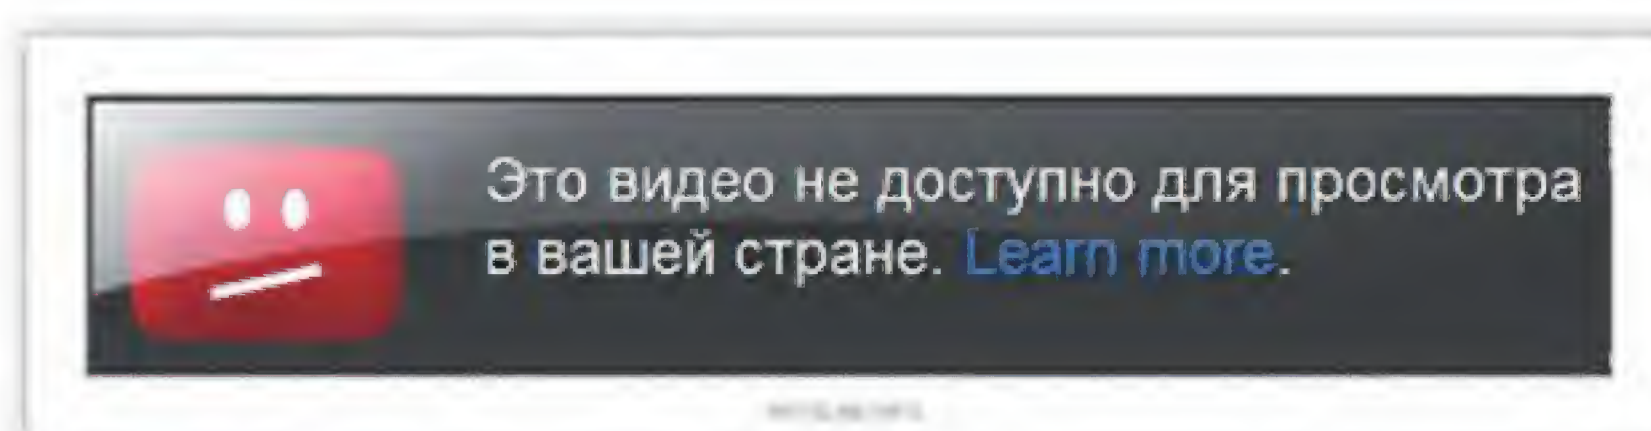 Это видео не доступно для просмотра
в вашей стране. Learn more.